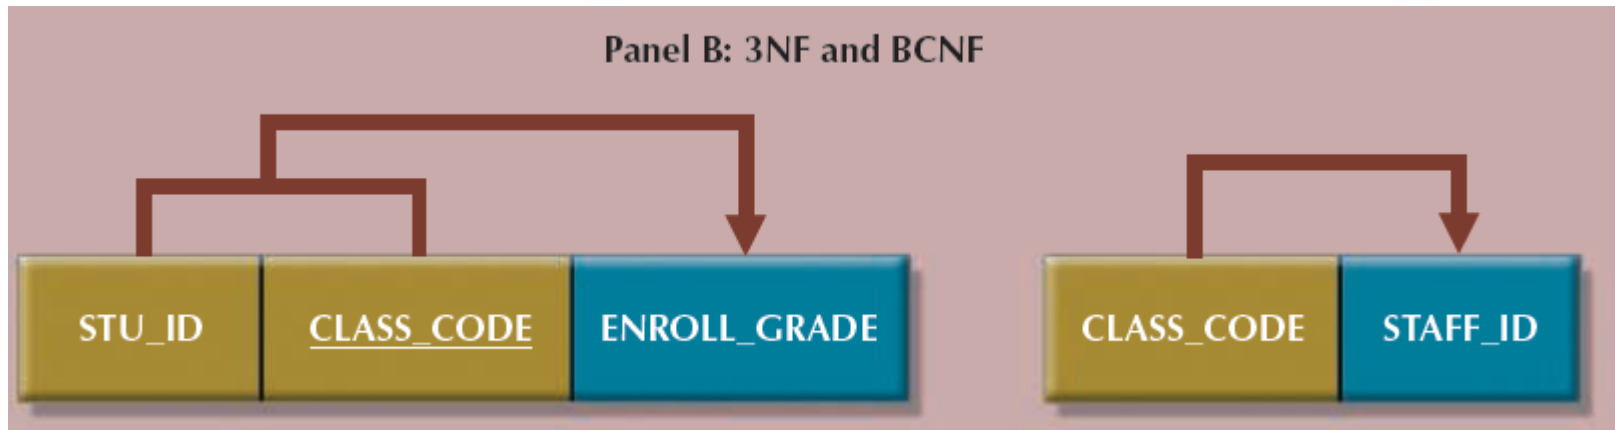 Panel B: 3NF and BCNF
STU_ID CLASS_CODE ENROLL_GRADE CLASS_CODE STAFF_ID